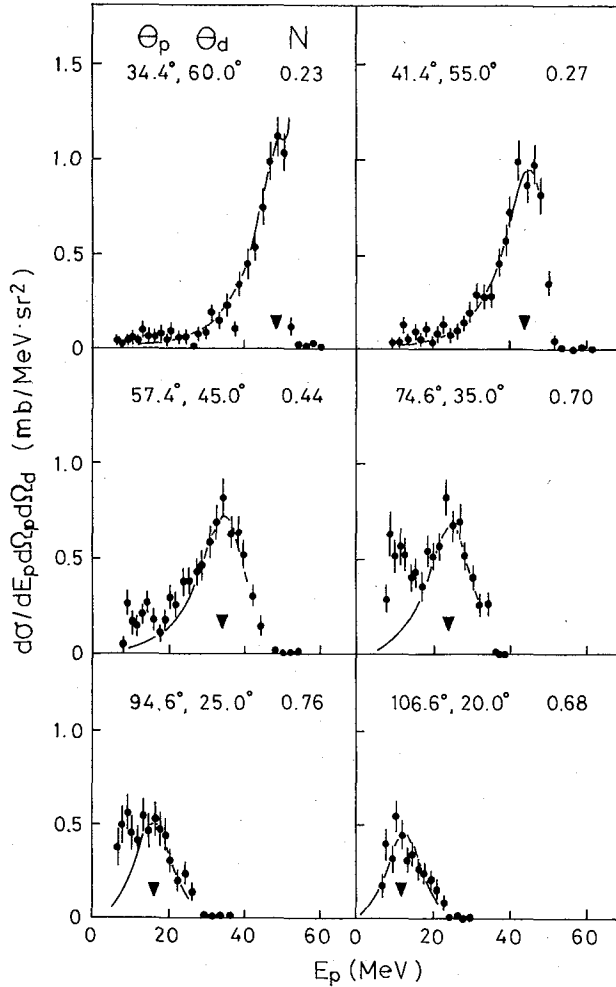 Θp Θd N
34.4°, 60.0° 0.23
41.4°, 55.0° 0.27
57.4°, 45.0° 0.44
74.6°, 35.0° 0.70
94.6°, 25.0° 0.76
106.6°, 20.0° 0.68
1.5
1.0
0.5
0
1.0
0.5
0
1.0
0.5
0
dσ/dEpdΩpdΩd (mb/MeV·sr²)
0 20 40 60 0 20 40 60
Ep (MeV)